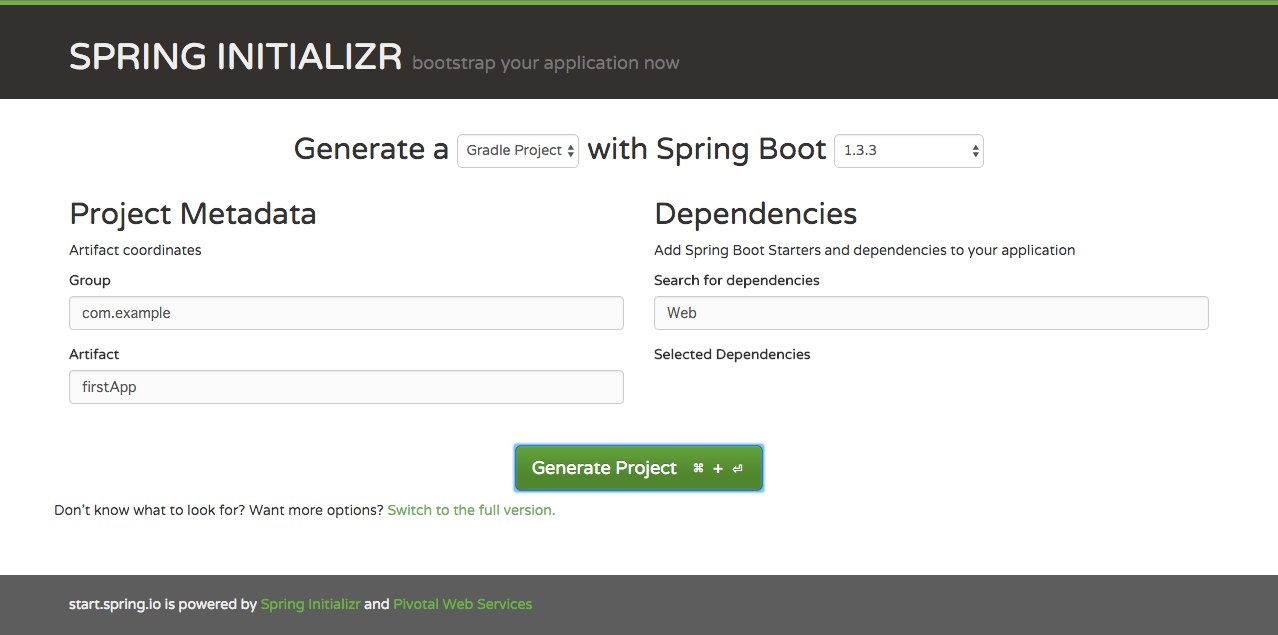 SPRING INITIALIZR bootstrap your application now
Generate a Gradle Project with Spring Boot 1.3.3
Project Metadata
Artifact coordinates
Group
com.example
Artifact
firstApp
Dependencies
Add Spring Boot Starters and dependencies to your application
Search for dependencies
Web
Selected Dependencies
Generate Project ⌘ + ⏎
Don't know what to look for? Want more options? Switch to the full version.
start.spring.io is powered by Spring Initializr and Pivotal Web Services